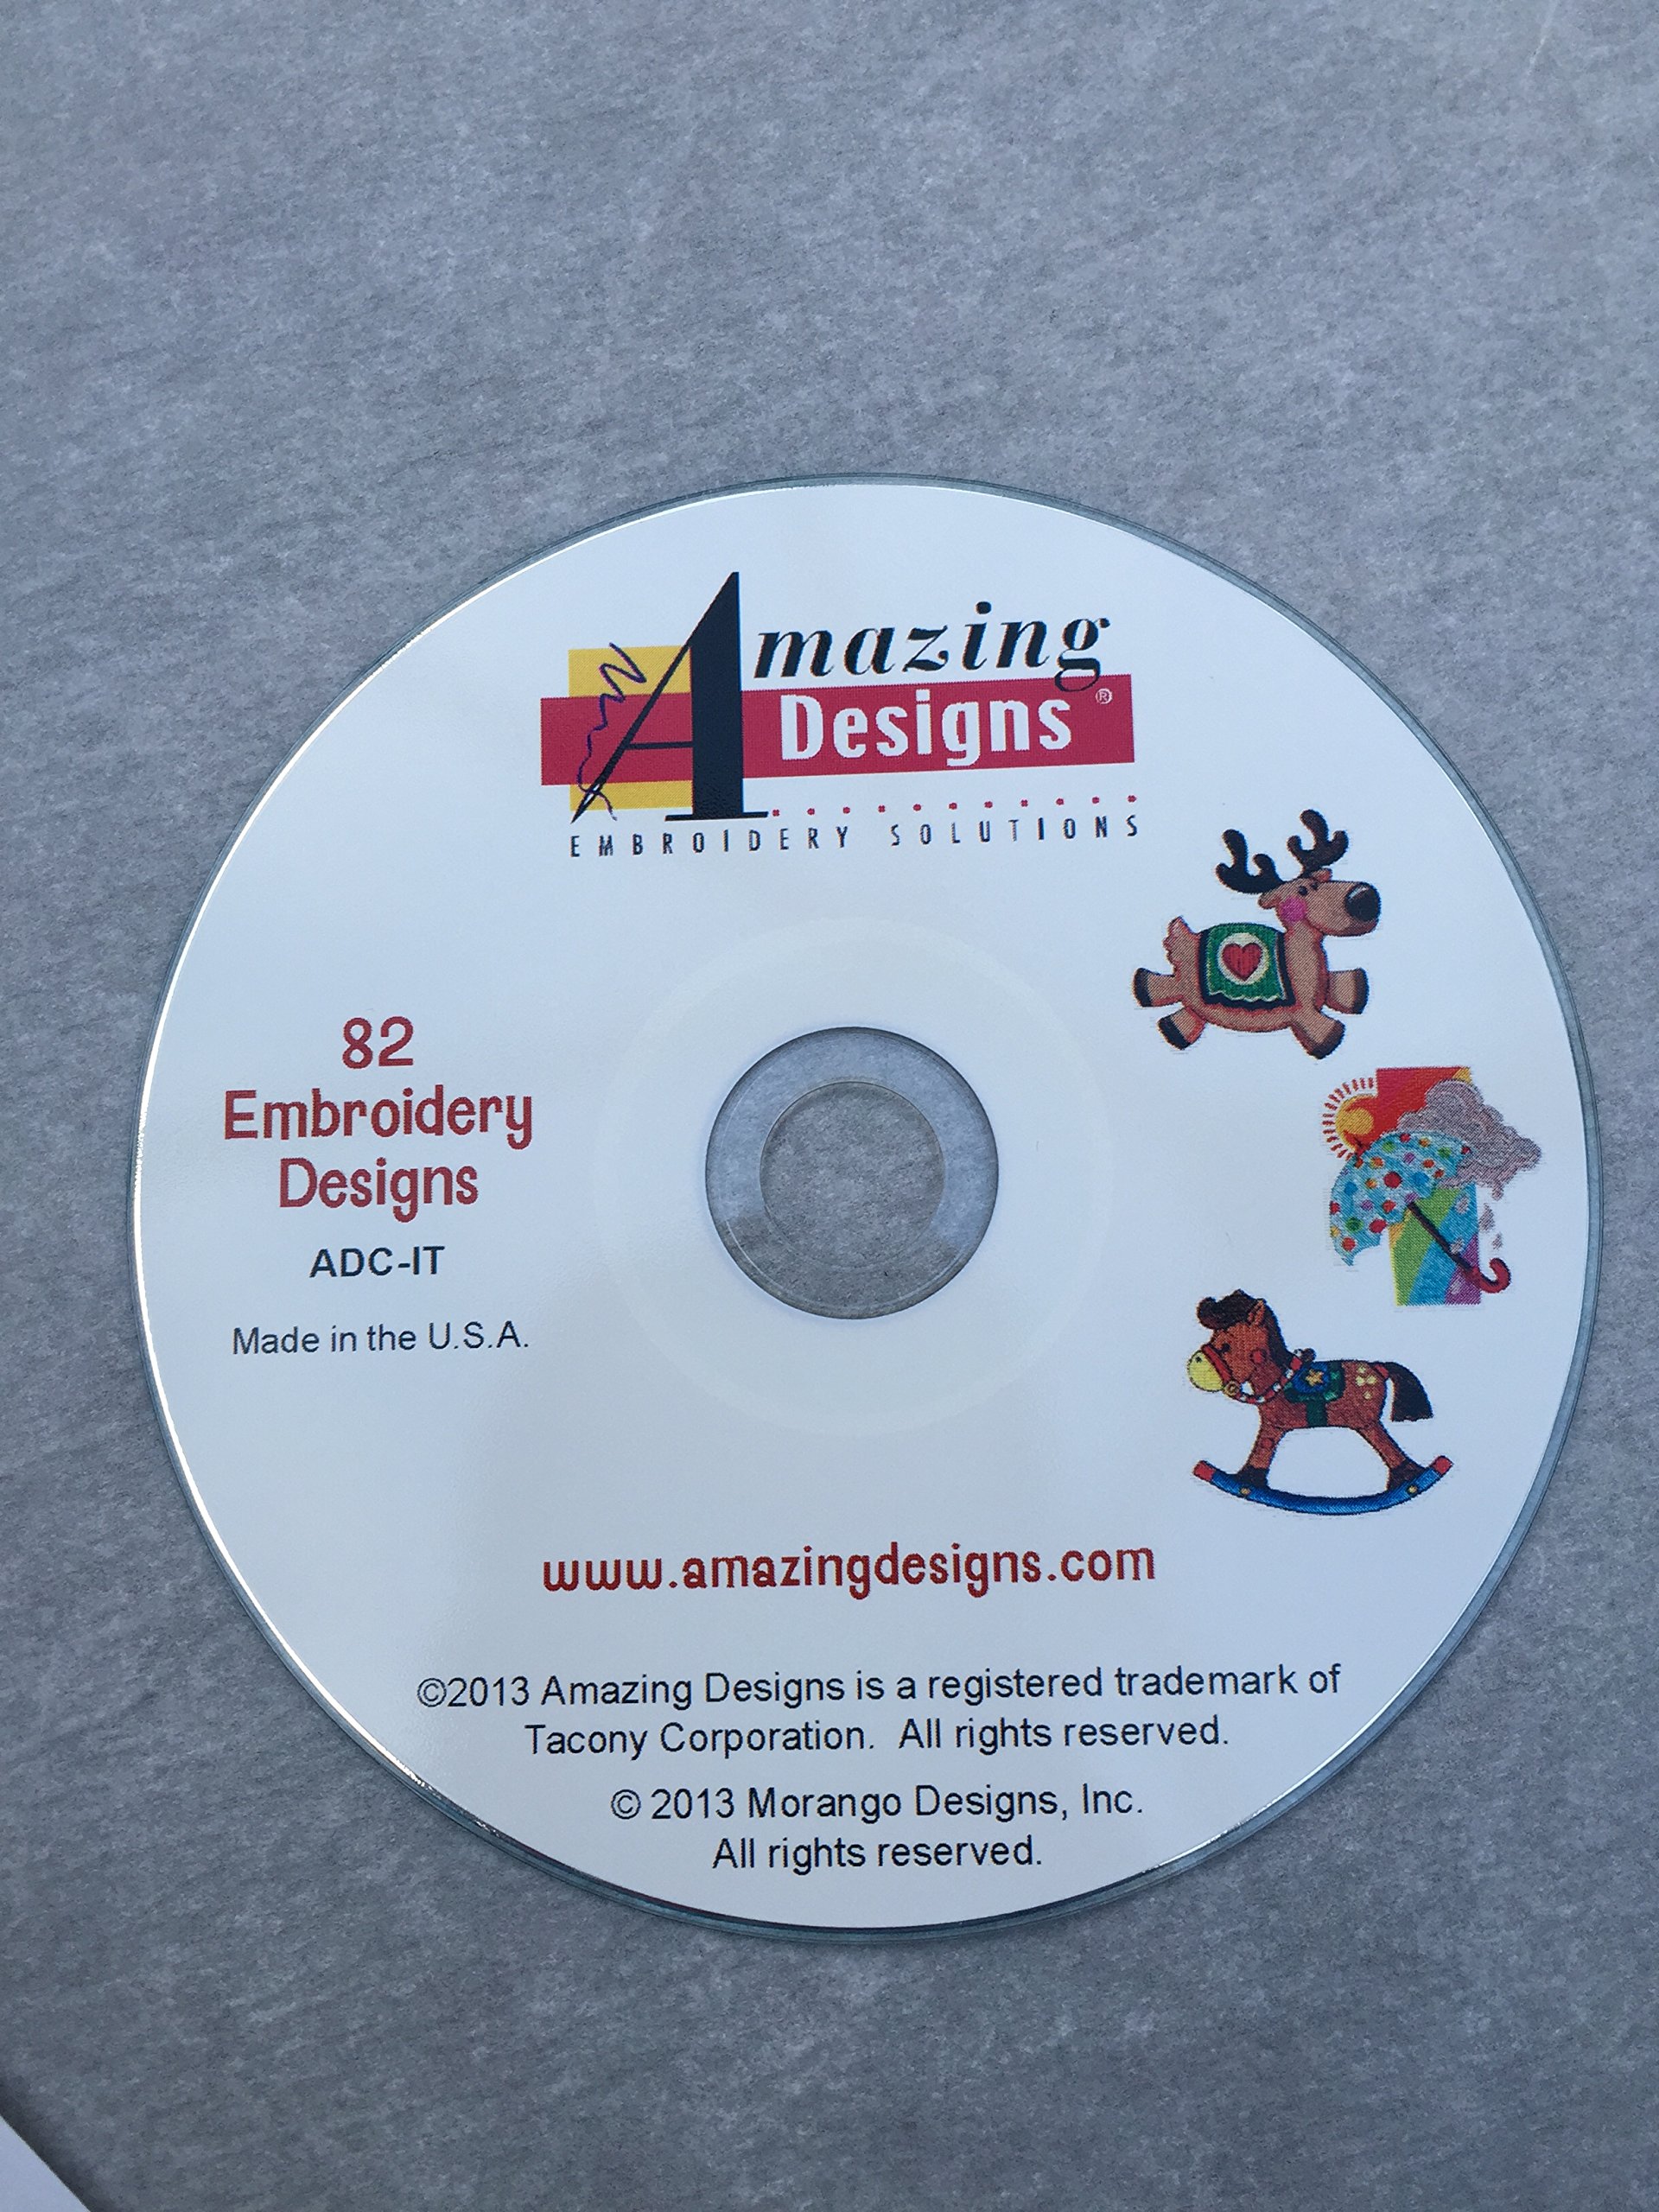 Amazing
Designs®
EMBROIDERY SOLUTIONS
82
Embroidery
Designs
ADC-IT
Made in the U.S.A.
www.amazingdesigns.com
©2013 Amazing Designs is a registered trademark of
Tacony Corporation.  All rights reserved.
© 2013 Morango Designs, Inc.
All rights reserved.